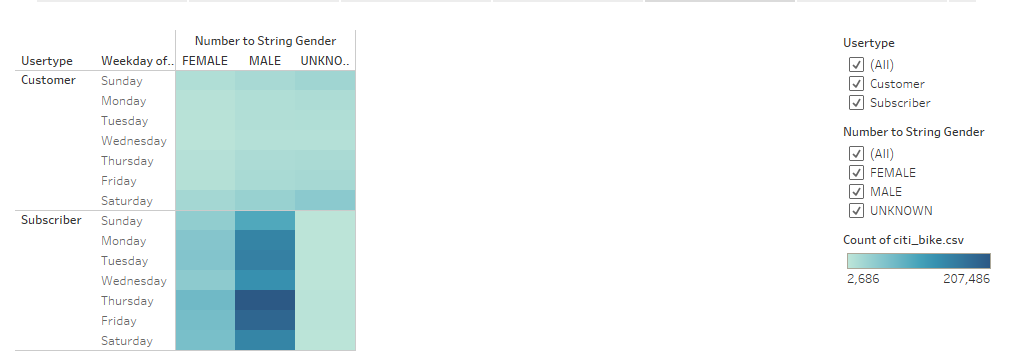 Number to String Gender
Usertype Weekday of.. FEMALE MALE UNKNO..
Customer Sunday
Monday
Tuesday
Wednesday
Thursday
Friday
Saturday
Subscriber Sunday
Monday
Tuesday
Wednesday
Thursday
Friday
Saturday
Usertype
(All)
Customer
Subscriber
Number to String Gender
(All)
FEMALE
MALE
UNKNOWN
Count of citi_bike.csv
2,686 207,486